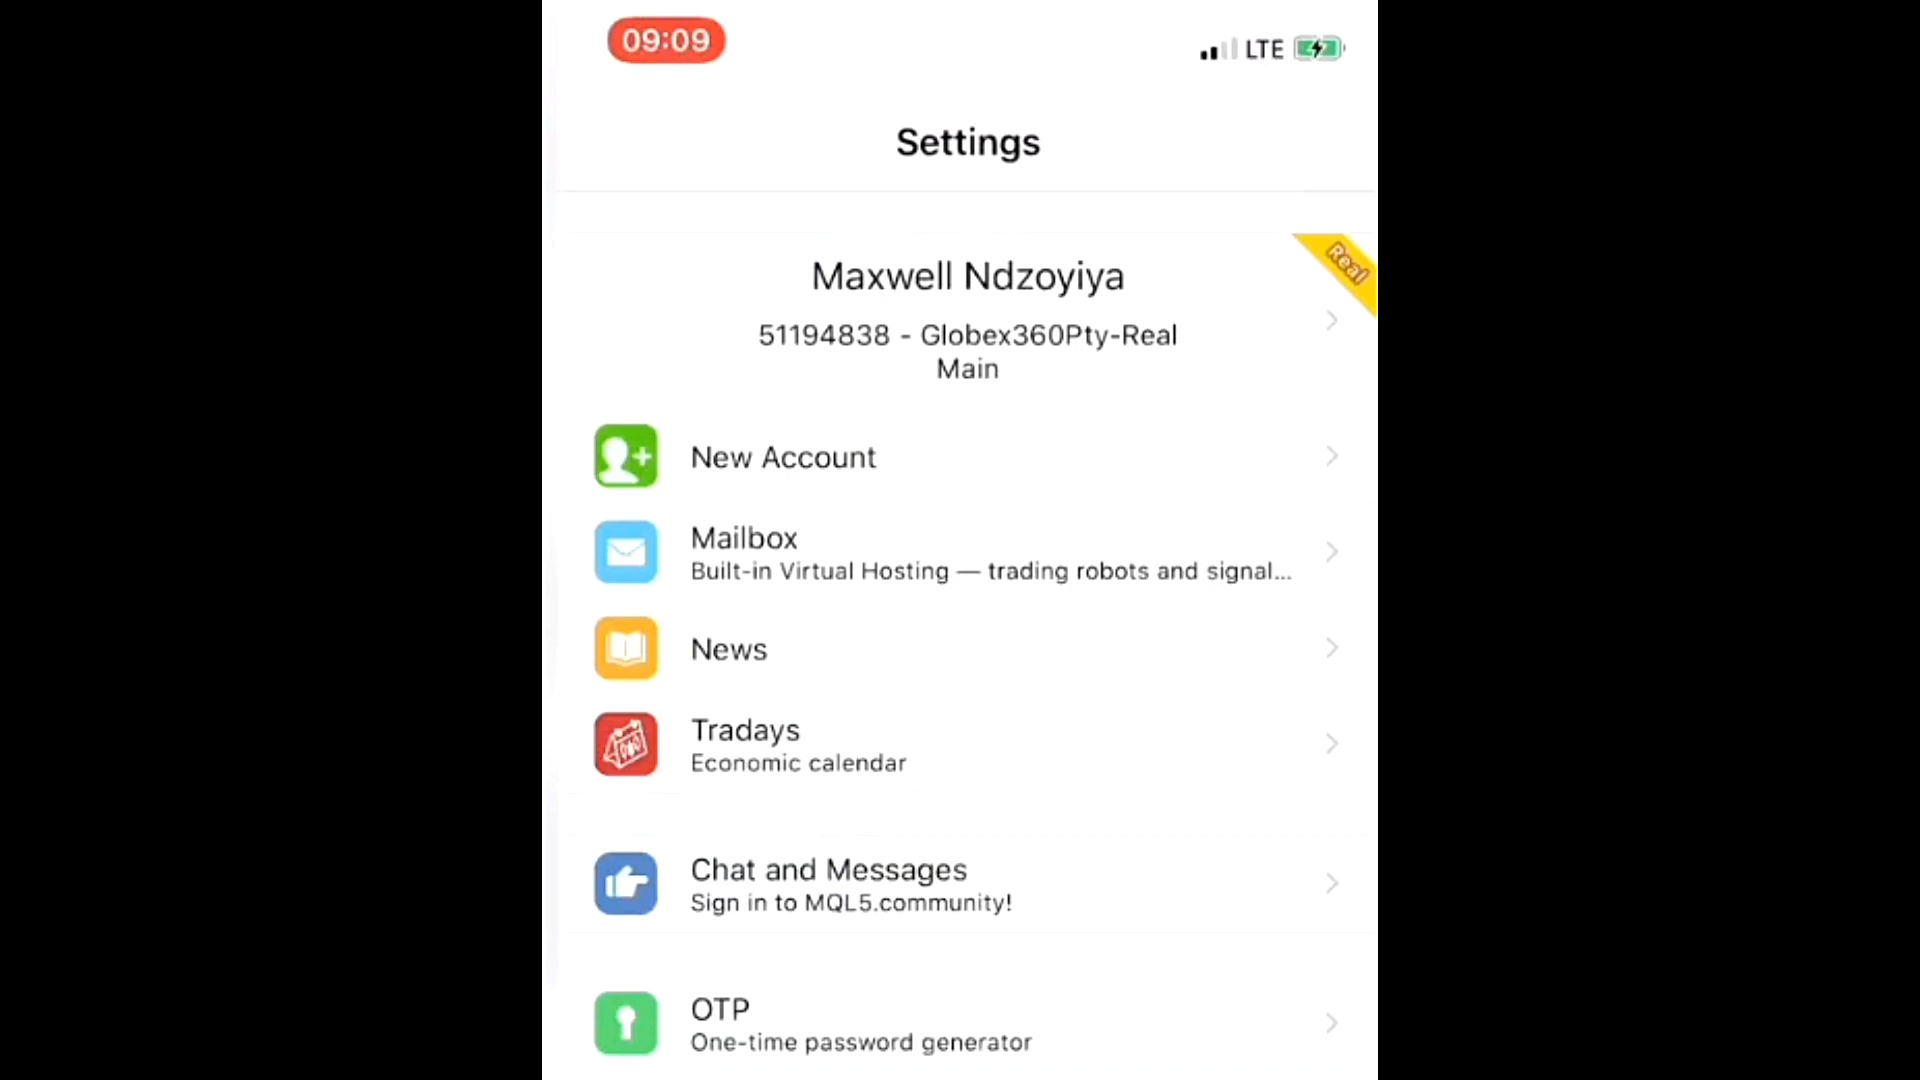 09:09
LTE
Settings
Real
Maxwell Ndzoyiya
51194838 - Globex360Pty-Real
Main
New Account
Mailbox
Built-in Virtual Hosting — trading robots and signal...
News
Tradays
Economic calendar
Chat and Messages
Sign in to MQL5.community!
OTP
One-time password generator